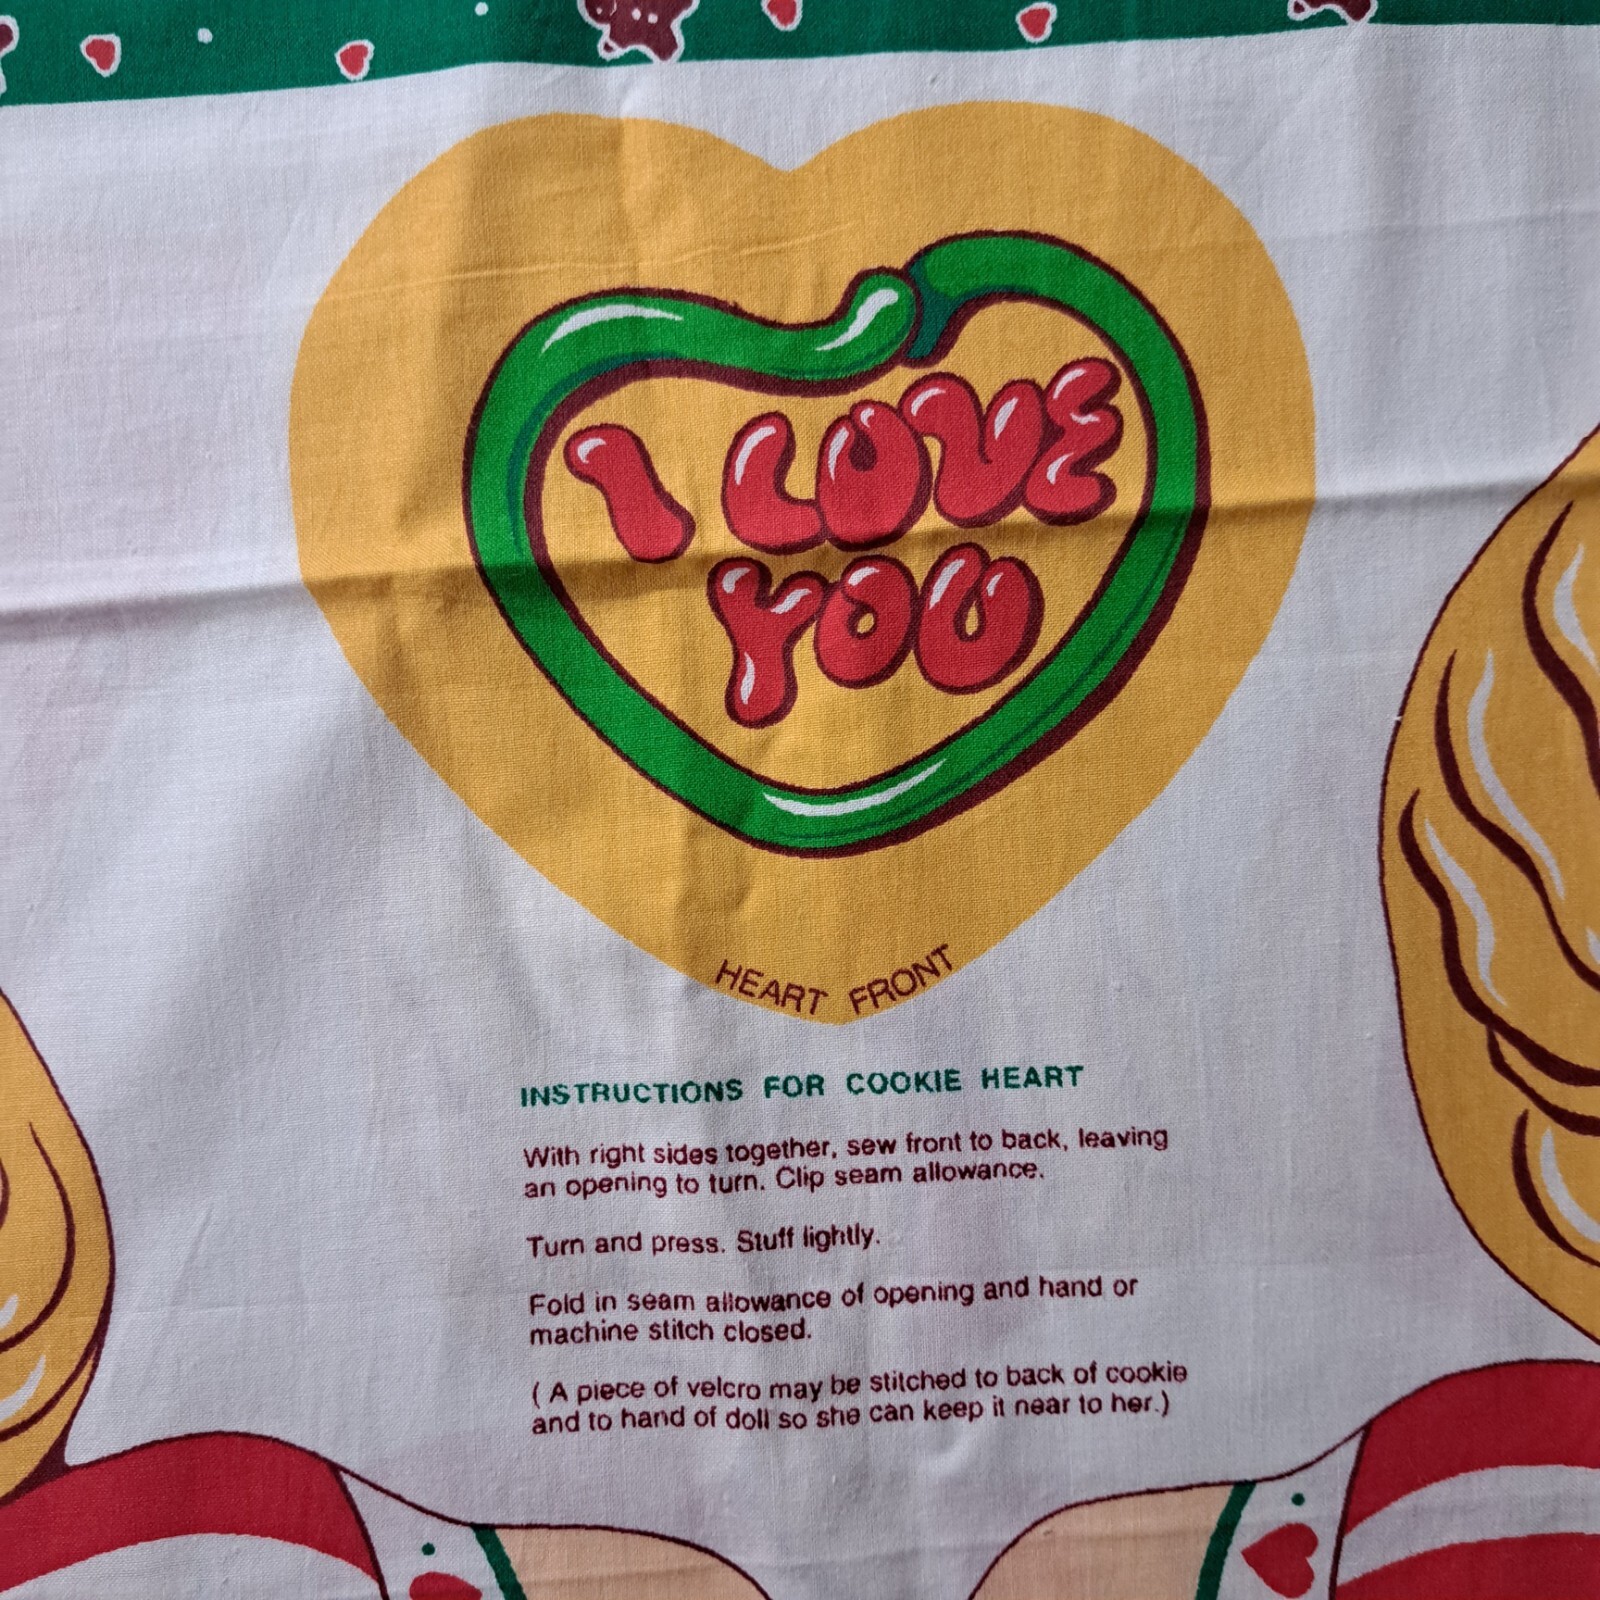 I LOVE
YOU
HEART FRONT
INSTRUCTIONS FOR COOKIE HEART
With right sides together, sew front to back, leaving
an opening to turn. Clip seam allowance.
Turn and press. Stuff lightly.
Fold in seam allowance of opening and hand or
machine stitch closed.
( A piece of velcro may be stitched to back of cookie
and to hand of doll so she can keep it near to her.)